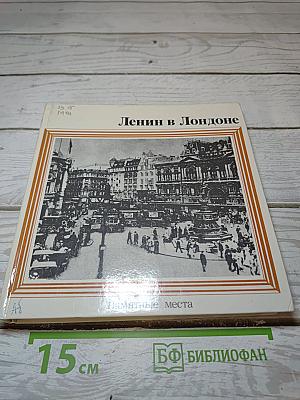 Ленин в Лондоне
Памятные места
15 см
БФ БИБЛИОФАН